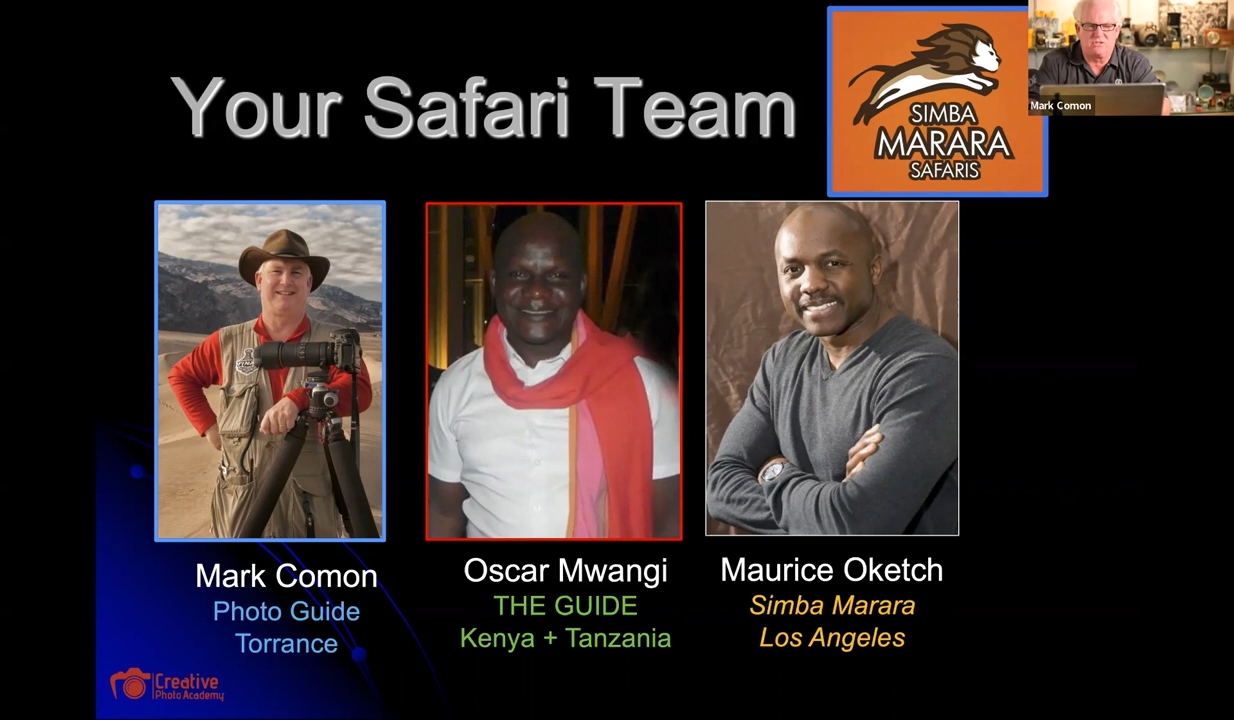 Your Safari Team
SIMBA
MARARA
SAFARIS
Mark Comon
Mark Comon
Photo Guide
Torrance
Oscar Mwangi
THE GUIDE
Kenya + Tanzania
Maurice Oketch
Simba Marara
Los Angeles
Creative
Photo Academy